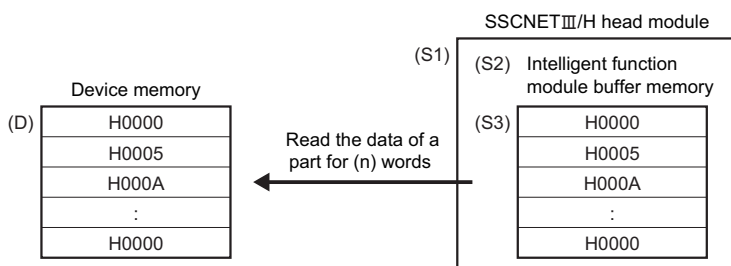 SSCNETⅢ/H head module
(S1)
(S2) Intelligent function
module buffer memory
Device memory
(D) H0000
H0005
H000A
:
H0000
Read the data of a
part for (n) words
(S3) H0000
H0005
H000A
:
H0000